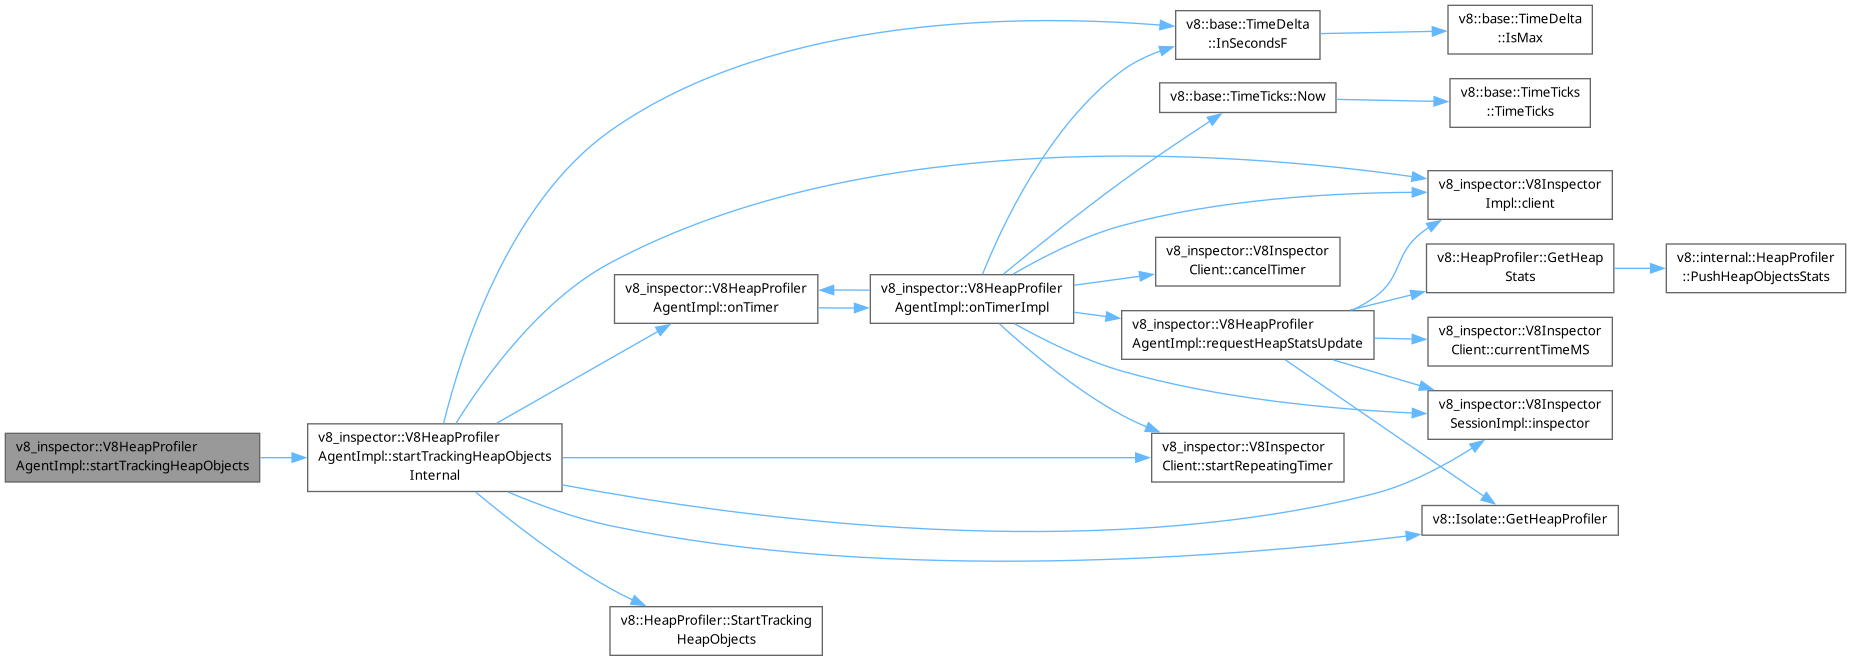 v8_inspector::V8HeapProfiler
AgentImpl::startTrackingHeapObjects
v8_inspector::V8HeapProfiler
AgentImpl::startTrackingHeapObjects
Internal
v8::base::TimeDelta
::InSecondsF
v8::base::TimeDelta
::IsMax
v8::base::TimeTicks::Now
v8::base::TimeTicks
::TimeTicks
v8_inspector::V8Inspector
Impl::client
v8_inspector::V8Inspector
Client::cancelTimer
v8::HeapProfiler::GetHeap
Stats
v8::internal::HeapProfiler
::PushHeapObjectsStats
v8_inspector::V8HeapProfiler
AgentImpl::onTimer
v8_inspector::V8HeapProfiler
AgentImpl::onTimerImpl
v8_inspector::V8HeapProfiler
AgentImpl::requestHeapStatsUpdate
v8_inspector::V8Inspector
Client::currentTimeMS
v8_inspector::V8Inspector
SessionImpl::inspector
v8_inspector::V8Inspector
Client::startRepeatingTimer
v8::Isolate::GetHeapProfiler
v8::HeapProfiler::StartTracking
HeapObjects